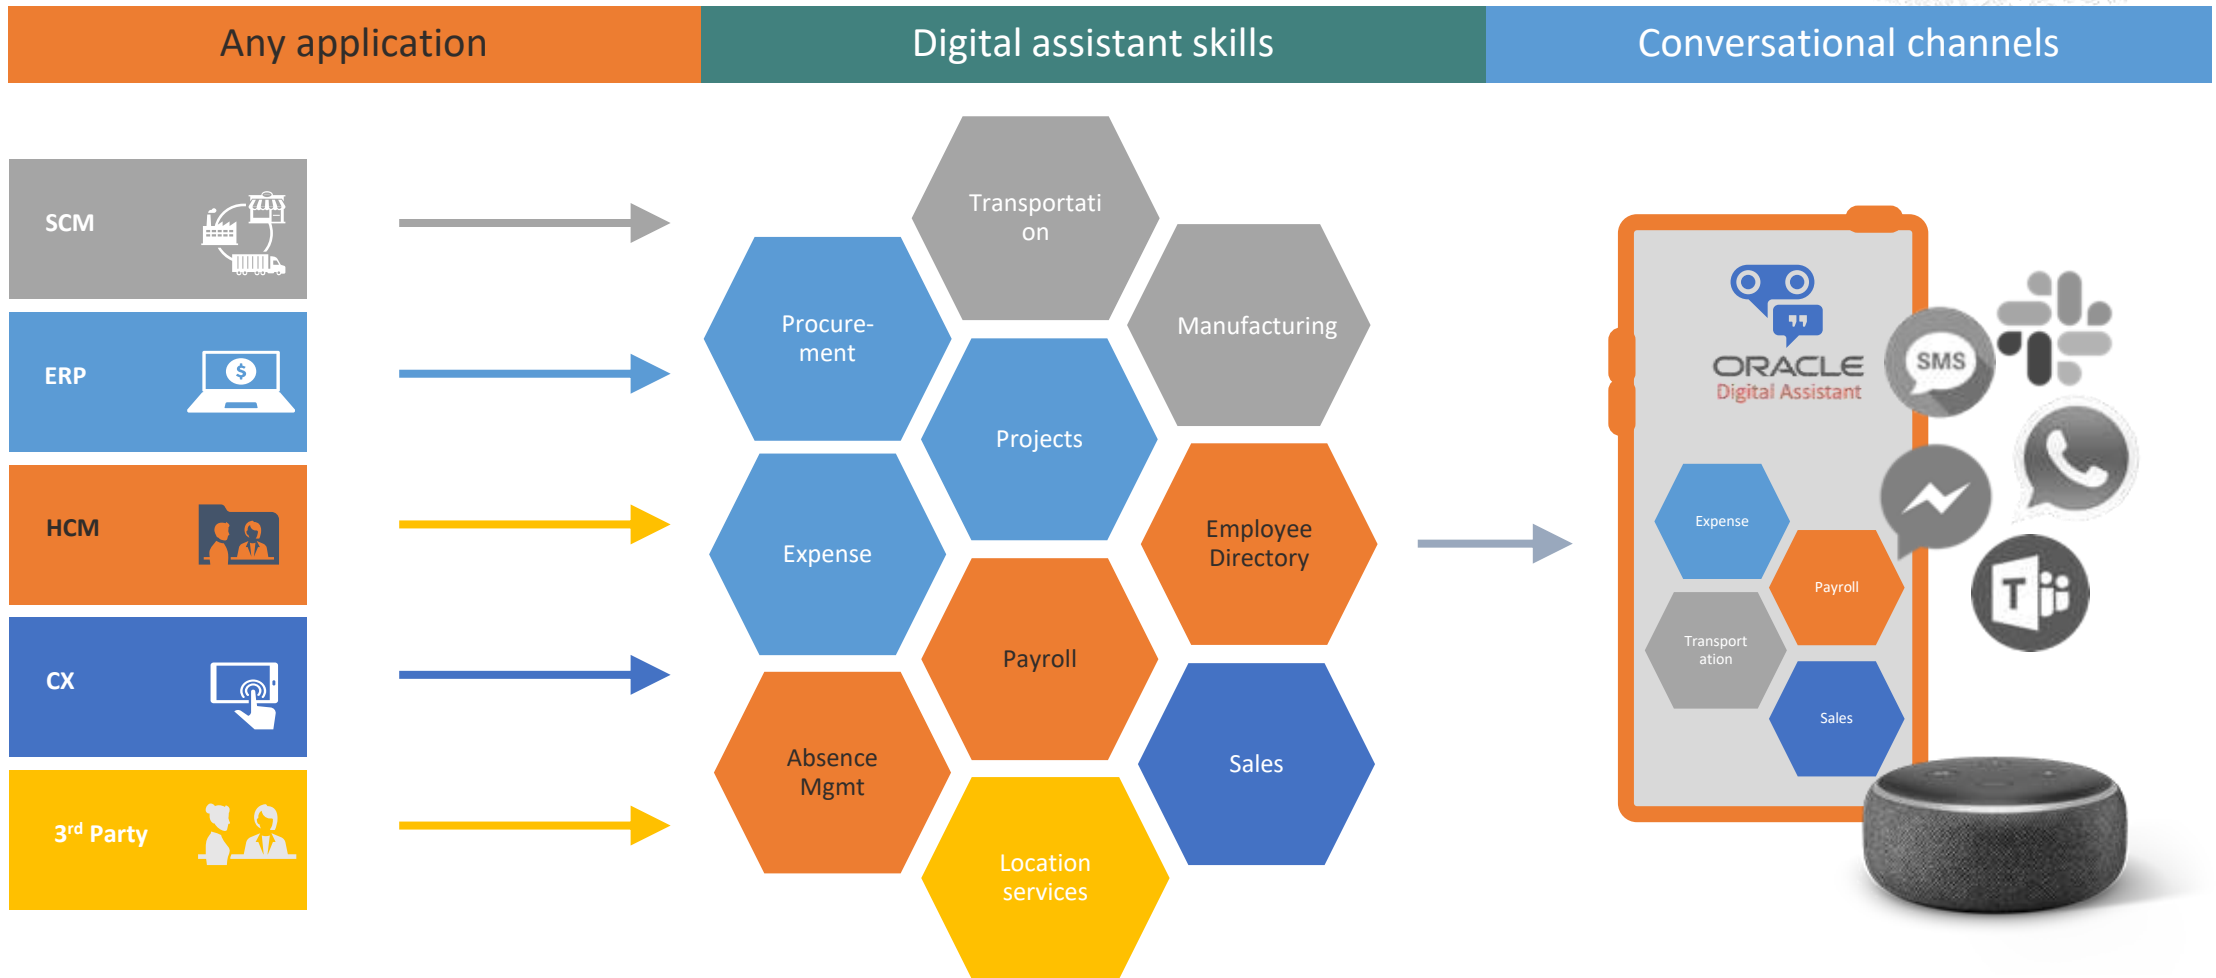 Any application
Digital assistant skills
Conversational channels
SCM
ERP
$
HCM
CX
3rd Party
Transportati
on
Procure-
ment
Manufacturing
Projects
Expense
Employee
Directory
Payroll
Absence
Mgmt
Sales
Location
services
ORACLE
Digital Assistant
SMS
Expense
Payroll
Transport
ation
Sales
T